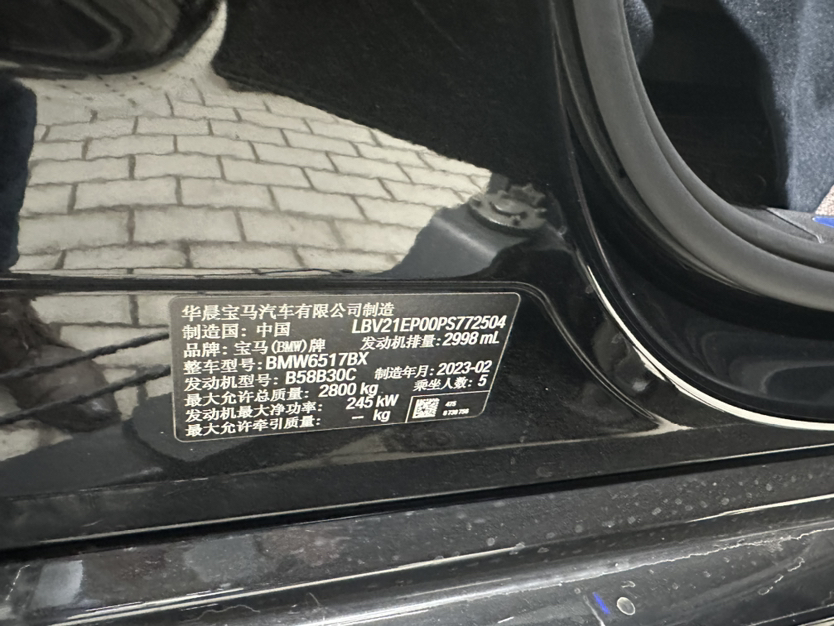 华晨宝马汽车有限公司制造
制造国: 中国 LBV21EP00PS772504
品牌: 宝马(BMW)牌 发动机排量:2998 mL
整车型号:BMW6517BX
发动机型号: B58B30C 制造年月:2023-02
最大允许总质量: 2800 kg 乘坐人数: 5
发动机最大净功率: 245 kW
最大允许牵引质量: — kg